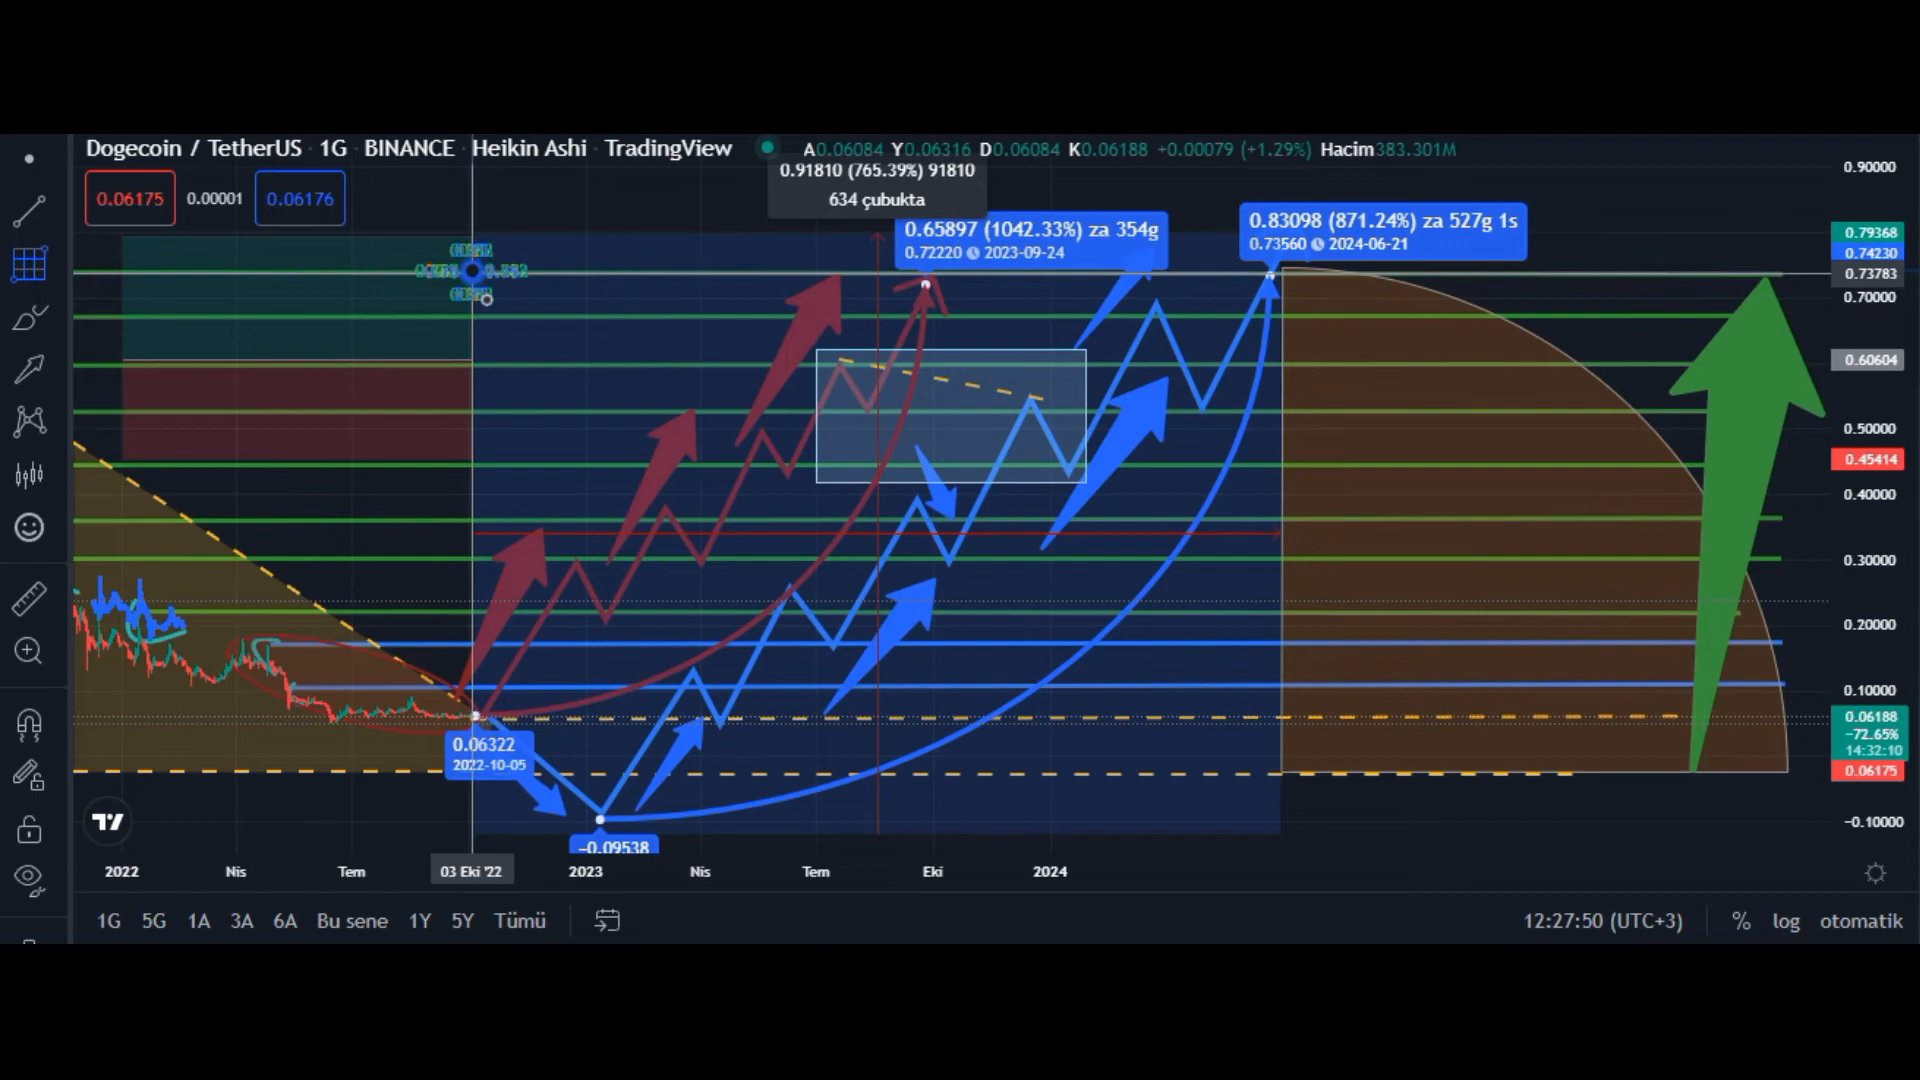 Dogecoin / TetherUS · 1G · BINANCE · Heikin Ashi · TradingView
A0.06084 Y0.06316 D0.06084 K0.06188 +0.00079 (+1.29%) Hacim383.301M
0.06175 0.00001 0.06176
0.91810 (765.39%) 91810
634 çubukta
0.65897 (1042.33%) za 354g
0.72220 2023-09-24
0.83098 (871.24%) za 527g 1s
0.73560 2024-06-21
0.90000
0.79368
0.74230
0.73783
0.70000
0.60604
0.50000
0.45414
0.40000
0.30000
0.20000
0.10000
0.06188
−72.65%
14:32:10
0.06175
−0.10000
0.06322
2022-10-05
−0.09538
2022 Nis Tem 03 Eki '22 2023 Nis Tem Eki 2024
1G 5G 1A 3A 6A Bu sene 1Y 5Y Tümü
12:27:50 (UTC+3) % log otomatik